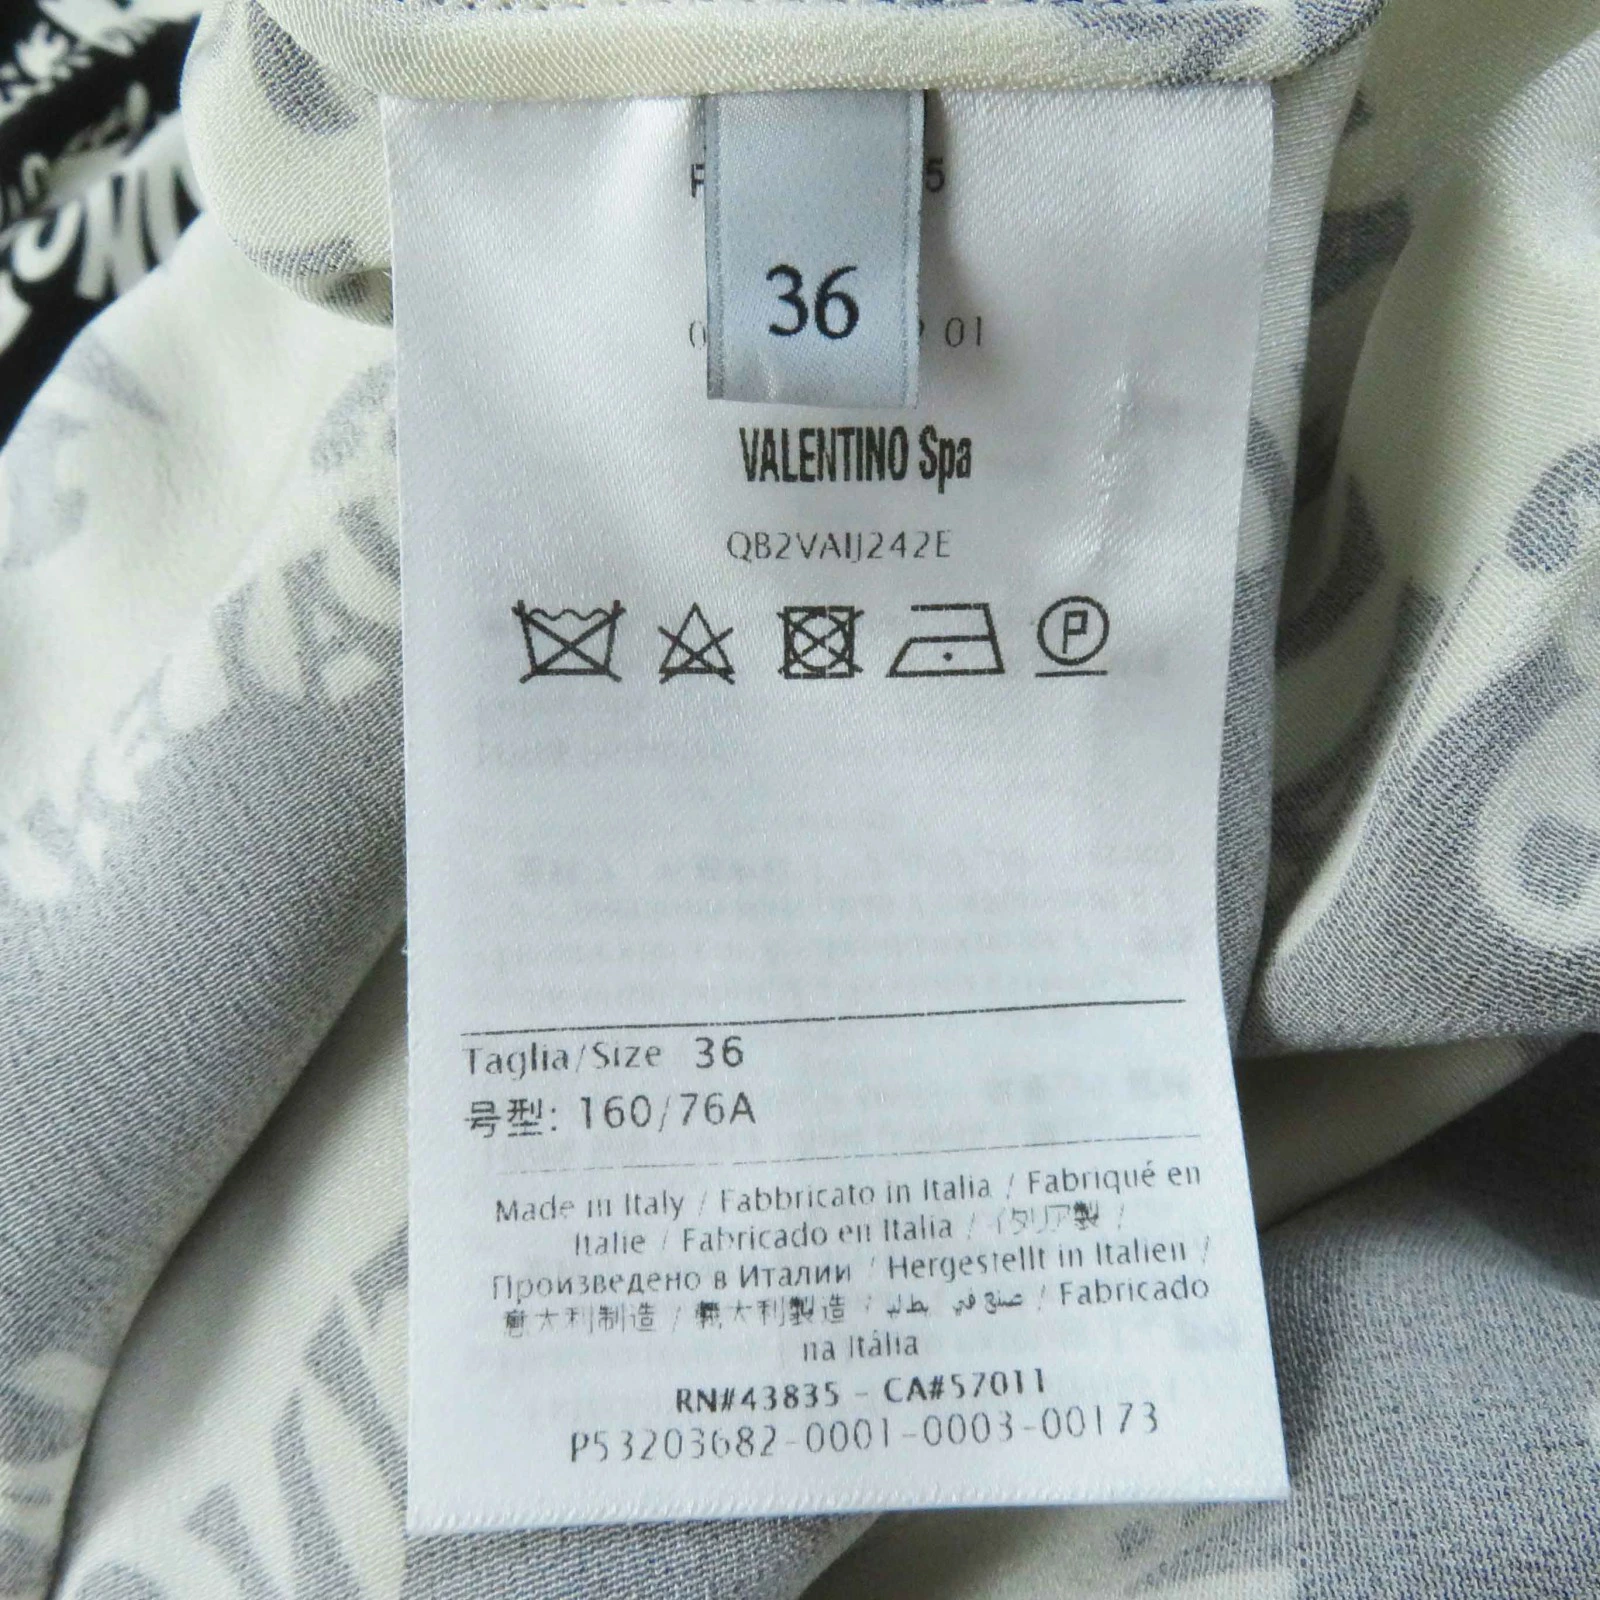 36
01
VALENTINO Spa
QB2VAIJ242E
P
Taglia/Size 36
号型: 160/76A
Made in Italy / Fabbricato in Italia / Fabriqué en
Italie / Fabricado en Italia / イタリア製 /
Произведено в Италии / Hergestellt in Italien /
意大利制造 / 義大利製造 / صنع في / Fabricado
na Itália
RN#43835 - CA#57011
P53203682-0001-0003-00173